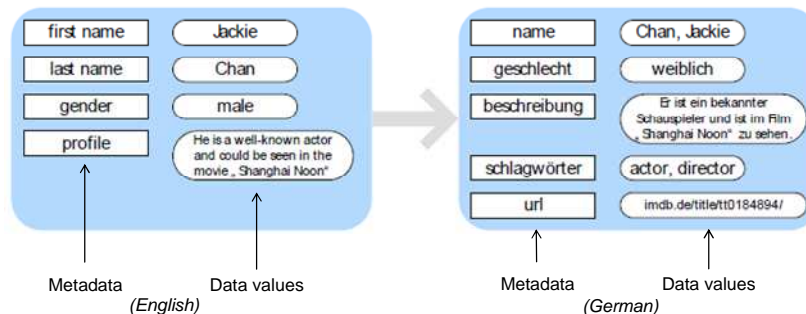 first name
Jackie
last name
Chan
gender
male
profile
He is a well-known actor
and could be seen in the
movie „ Shanghai Noon“
Metadata
Data values
(English)
name
Chan, Jackie
geschlecht
weiblich
beschreibung
Er ist ein bekannter
Schauspieler und ist im Film
„ Shanghai Noon“ zu sehen.
schlagwörter
actor, director
url
imdb.de/title/tt0184894/
Metadata
Data values
(German)